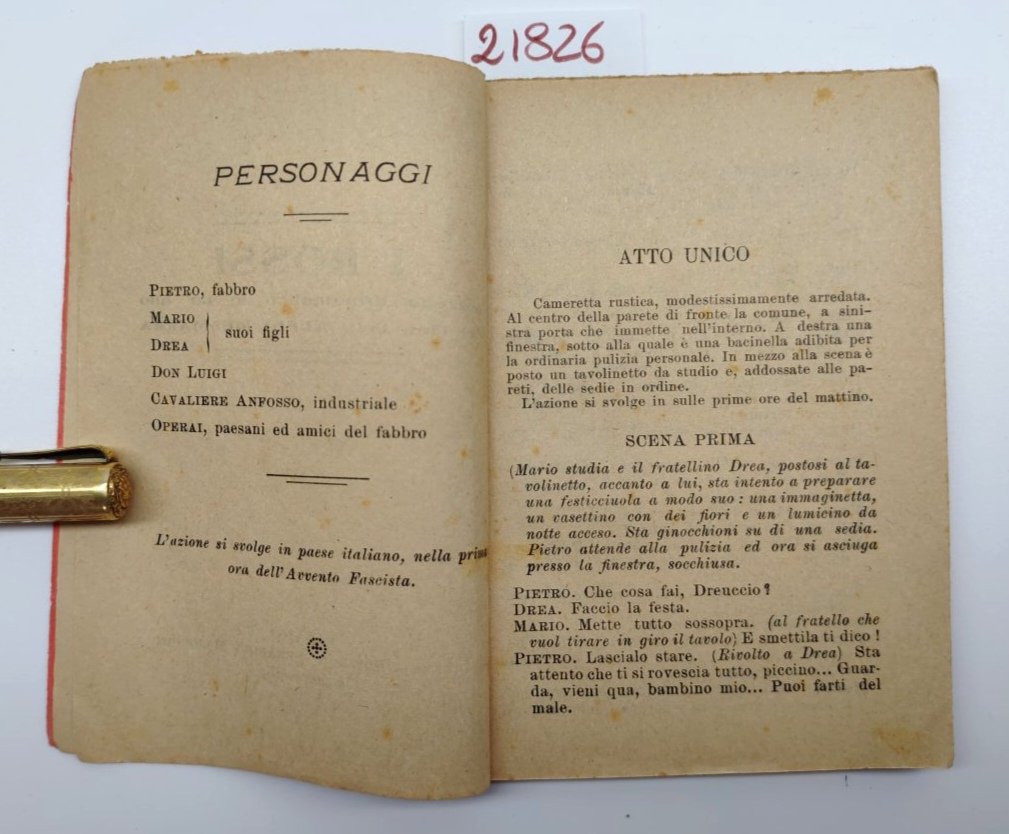 21826
PERSONAGGI
PIETRO, fabbro
MARIO
DREA
suoi figli
DON LUIGI
CAVALIERE ANFOSSO, industriale
OPERAI, paesani ed amici del fabbro
L'azione si svolge in paese italiano, nella prima
ora dell'Avvento Fascista.
ATTO UNICO
Cameretta rustica, modestissimamente arredata.
Al centro della parete di fronte la comune, a sini-
stra porta che immette nell'interno. A destra una
finestra, sotto alla quale è una bacinella adibita per
la ordinaria pulizia personale. In mezzo alla scena è
posto un tavolinetto da studio e, addossate alle pa-
reti, delle sedie in ordine.
L'azione si svolge in sulle prime ore del mattino.
SCENA PRIMA
(Mario studia e il fratellino Drea, postosi al ta-
volinetto, accanto a lui, sta intento a preparare
una festicciuola a modo suo: una immaginetta,
un vasettino con dei fiori e un lumicino da
notte acceso. Sta ginocchioni su di una sedia.
Pietro attende alla pulizia ed ora si asciuga
presso la finestra, socchiusa.
PIETRO. Che cosa fai, Dreuccio?
DREA. Faccio la festa.
MARIO. Mette tutto sossopra. (al fratello che
vuol tirare in giro il tavolo) E smettila ti dico!
PIETRO. Lascialo stare. (Rivolto a Drea) Sta
attento che ti si rovescia tutto, piccino... Guar-
da, vieni qua, bambino mio... Puoi farti del
male.